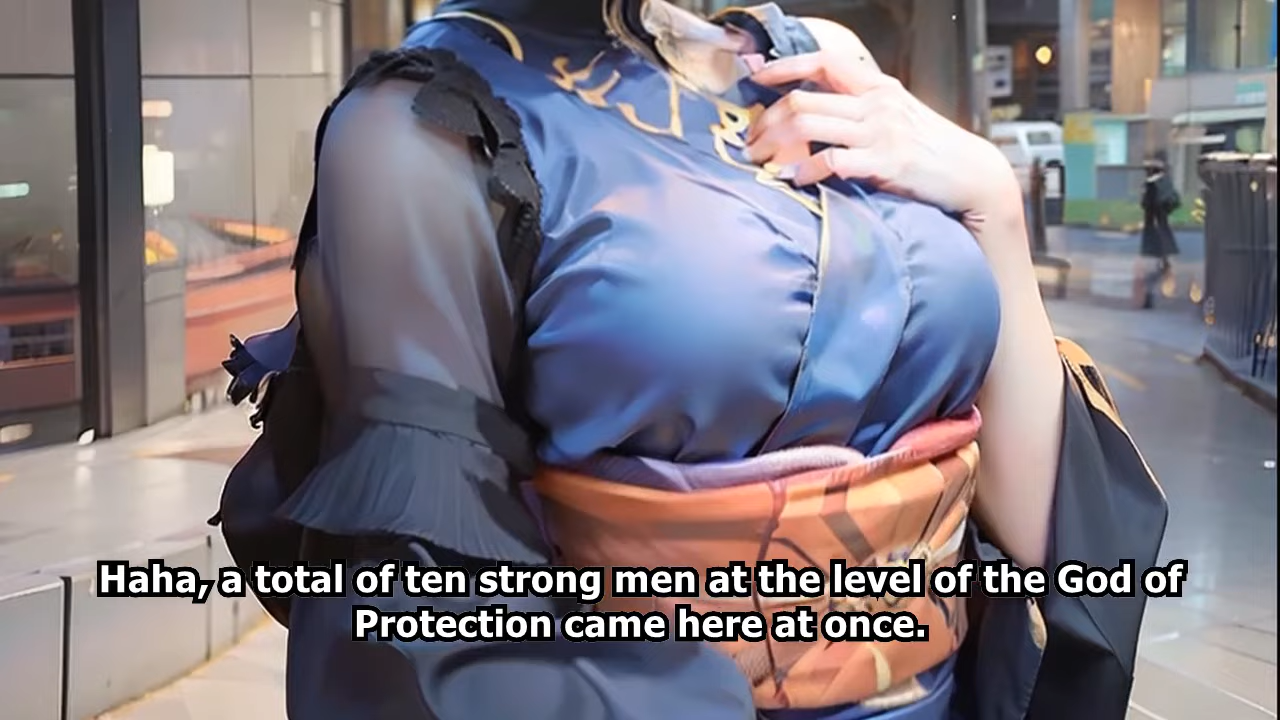 Haha, a total of ten strong men at the level of the God of
Protection came here at once.